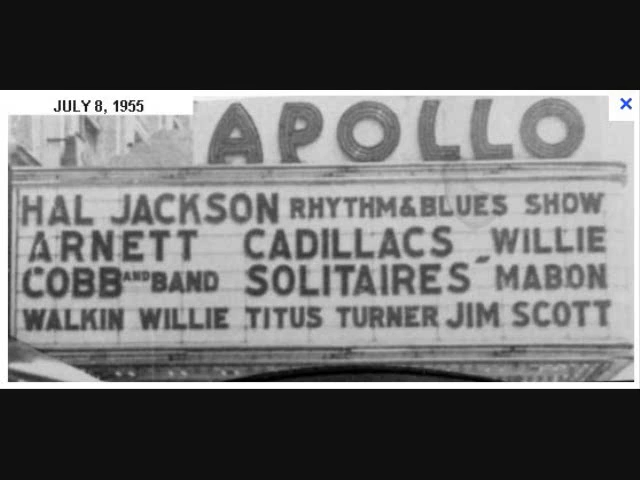 JULY 8, 1955
APOLLO
HAL JACKSON RHYTHM & BLUES SHOW
ARNETT CADILLACS WILLIE
COBB AND BAND SOLITAIRES MABON
WALKIN WILLIE TITUS TURNER JIM SCOTT